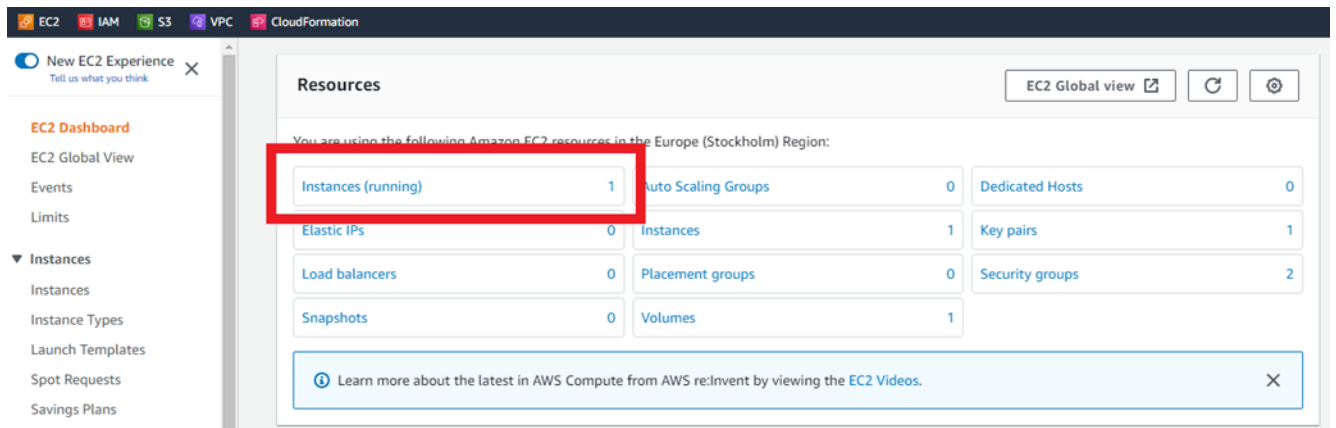 EC2 IAM S3 VPC CloudFormation
New EC2 Experience
Tell us what you think
EC2 Dashboard
EC2 Global View
Events
Limits
Instances
Instances
Instance Types
Launch Templates
Spot Requests
Savings Plans
Resources
EC2 Global view
You are using the following Amazon EC2 resources in the Europe (Stockholm) Region:
Instances (running) 1
Auto Scaling Groups 0
Dedicated Hosts 0
Elastic IPs 0
Instances 1
Key pairs 1
Load balancers 0
Placement groups 0
Security groups 2
Snapshots 0
Volumes 1
Learn more about the latest in AWS Compute from AWS re:Invent by viewing the EC2 Videos.